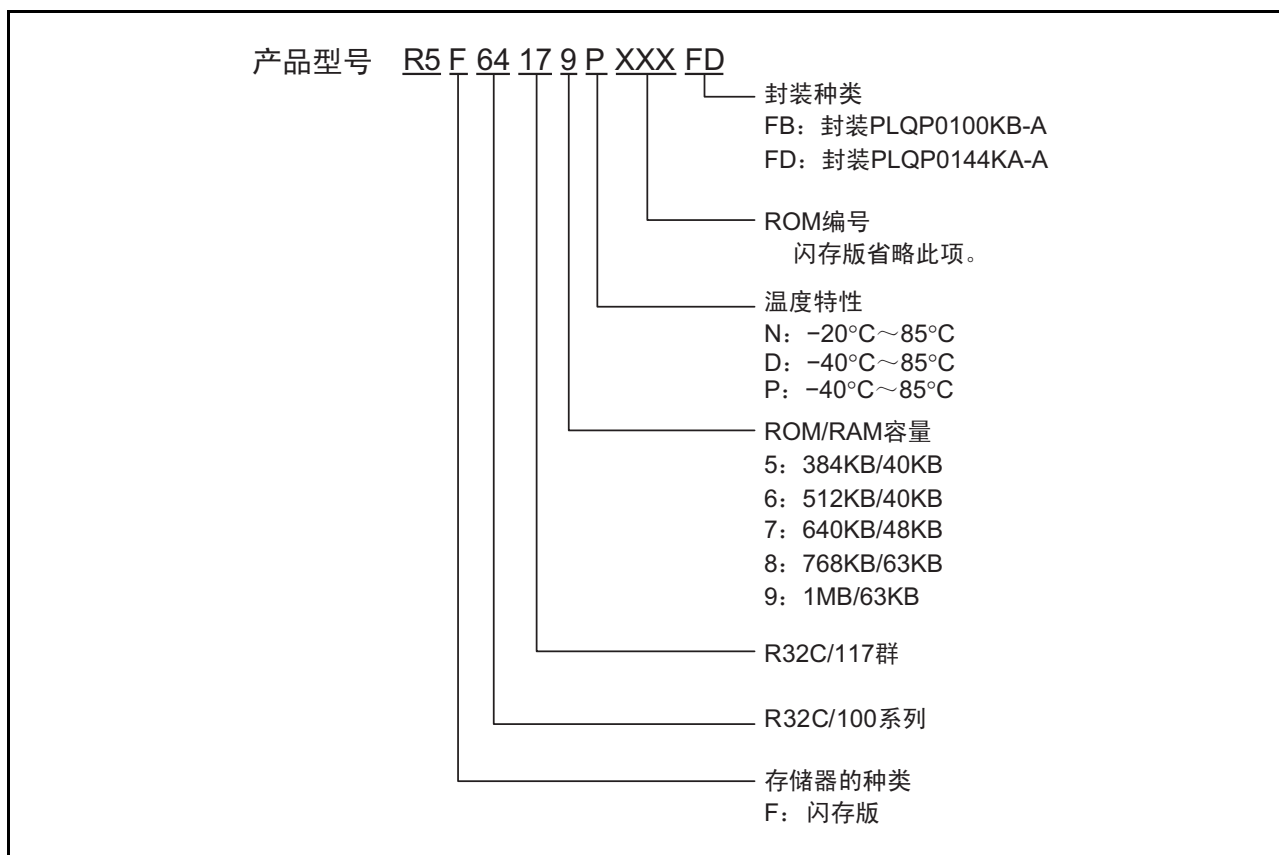 产品型号 R5 F 64 17 9 P XXX FD
封装种类
FB：封装PLQP0100KB-A
FD：封装PLQP0144KA-A
ROM编号
闪存版省略此项。
温度特性
N：−20°C～85°C
D：−40°C～85°C
P：−40°C～85°C
ROM/RAM容量
5：384KB/40KB
6：512KB/40KB
7：640KB/48KB
8：768KB/63KB
9：1MB/63KB
R32C/117群
R32C/100系列
存储器的种类
F：闪存版